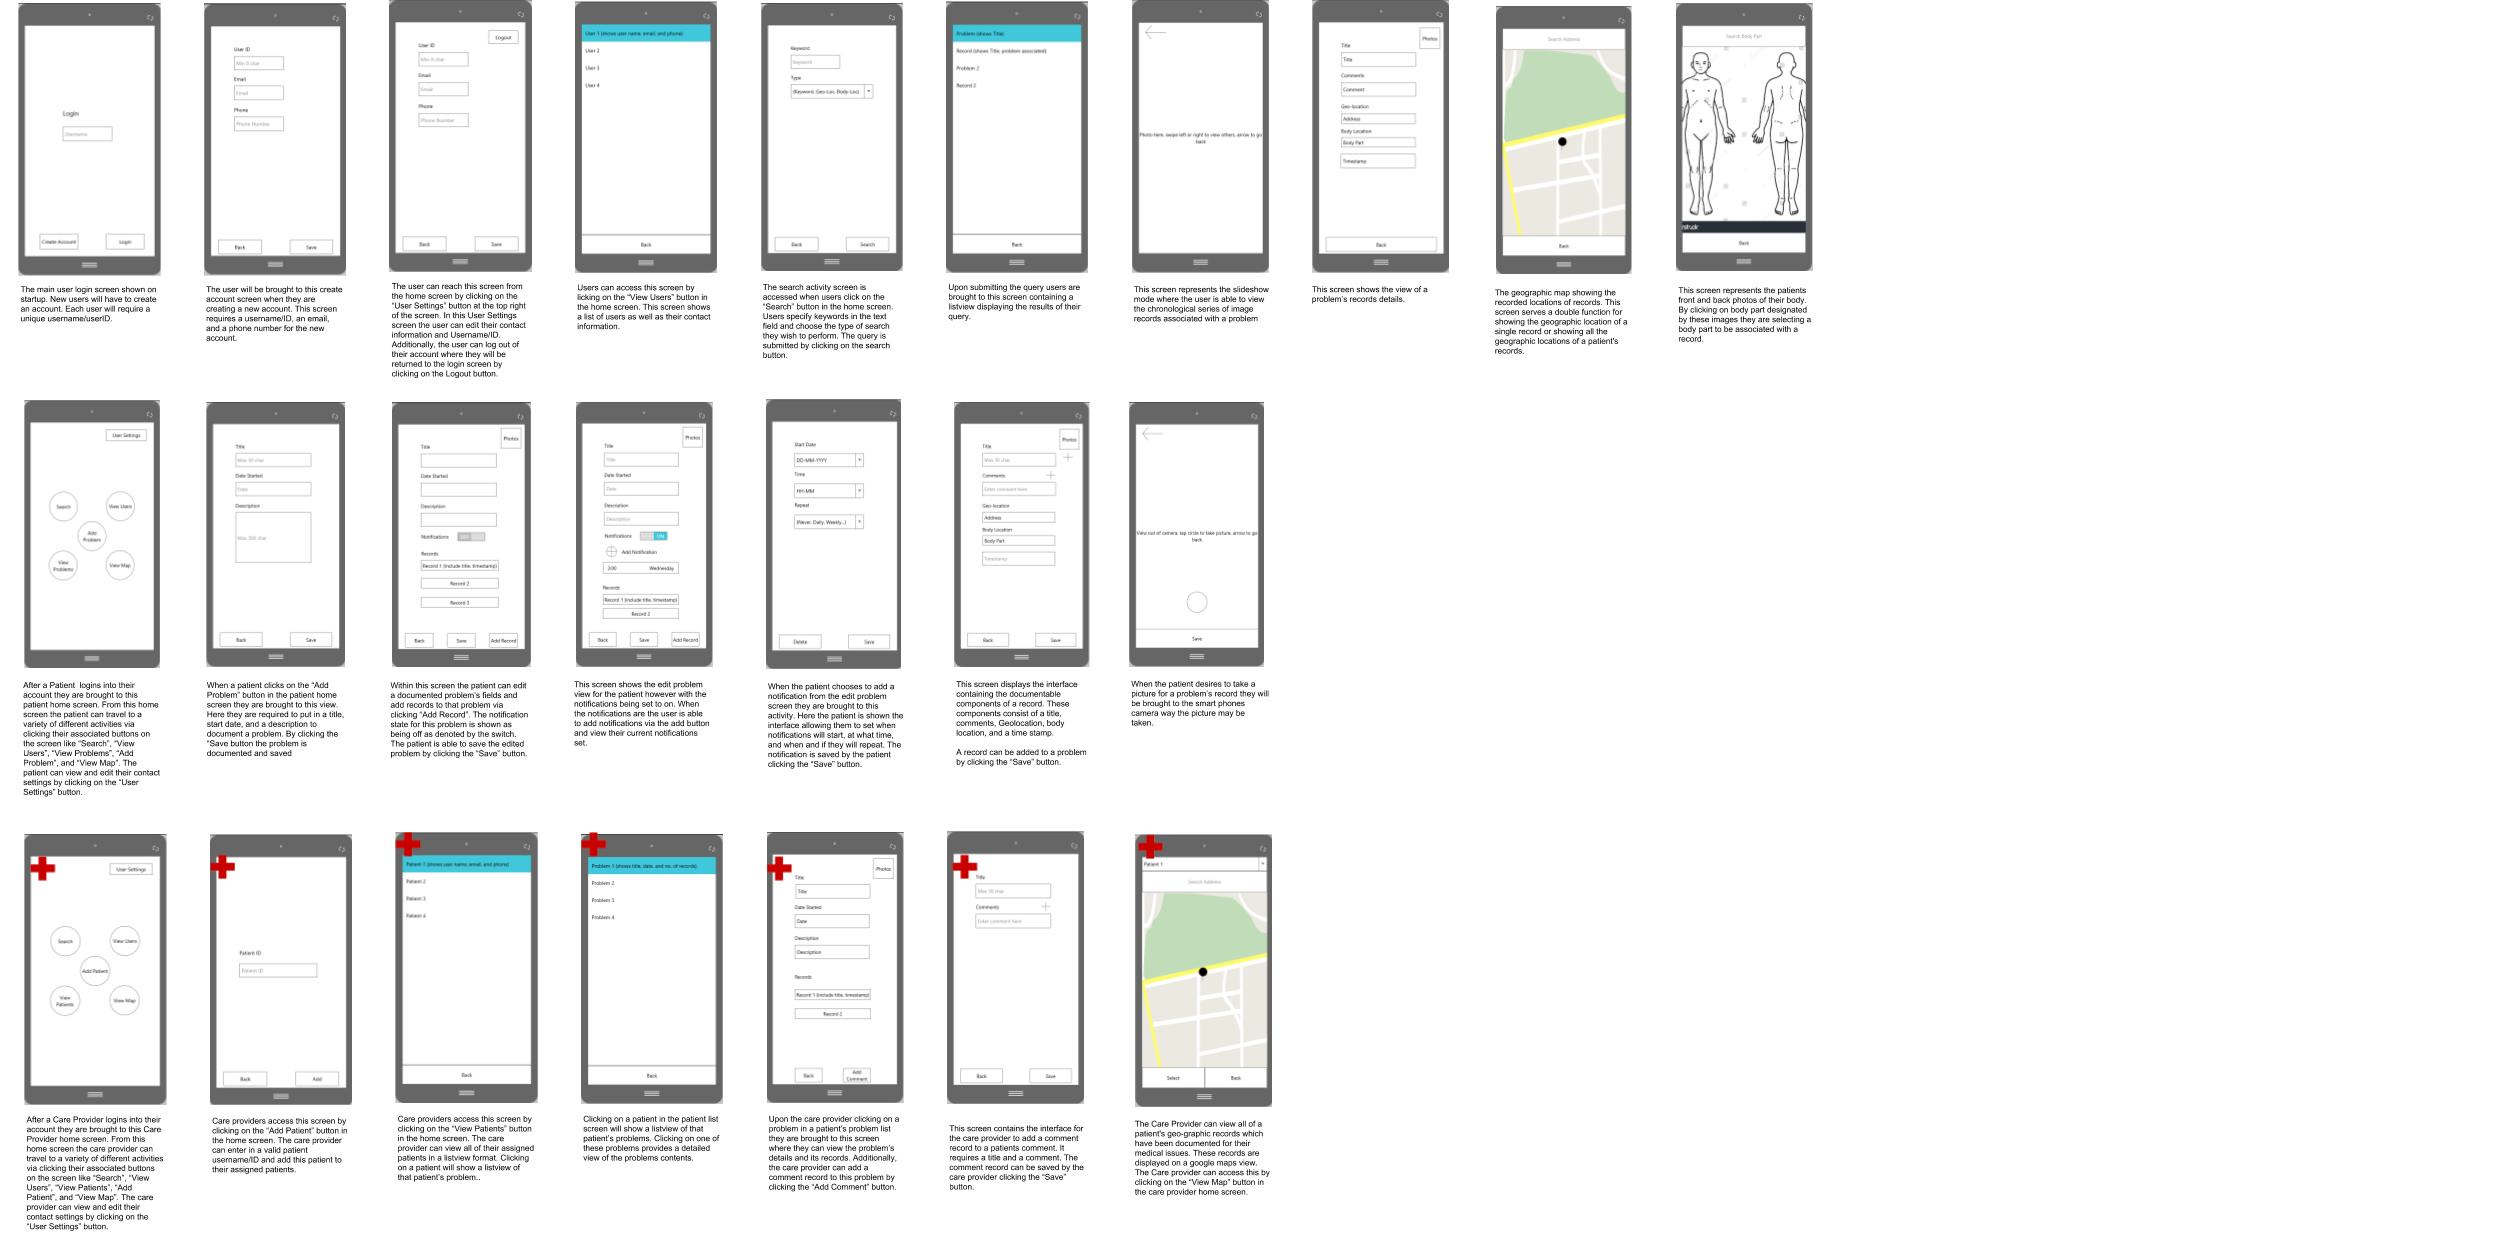 Login
Username
Create Account
Login
The main user login screen shown on
startup. New users will have to create
an account. Each user will require a
unique username/userID.
User ID
Min 8 char
Email
Email
Phone
Phone Number
Back
Save
The user will be brought to this create
account screen when they are
creating a new account. This screen
requires a username/ID, an email,
and a phone number for the new
account.
Logout
User ID
Min 8 char
Email
Email
Phone
Phone Number
Back
Save
The user can reach this screen from
the home screen by clicking on the
"User Settings" button at the top right
of the screen. In this User Settings
screen the user can edit their contact
information and Username/ID.
Additionally, the user can log out of
their account where they will be
returned to the login screen by
clicking on the Logout button.
User 1 (shows user name, email, and phone)
User 2
User 3
User 4
Back
Users can access this screen by
licking on the "View Users" button in
the home screen. This screen shows
a list of users as well as their contact
information.
Keyword
Keyword
Type
(Keyword, Geo-Loc, Body-Loc)
Back
Search
The search activity screen is
accessed when users click on the
"Search" button in the home screen.
Users specify keywords in the text
field and choose the type of search
they wish to perform. The query is
submitted by clicking on the search
button.
Problem (shows Title)
Record (shows Title, problem associated)
Problem 2
Record 2
Back
Upon submitting the query users are
brought to this screen containing a
listview displaying the results of their
query.
Photo here, swipe left or right to view others, arrow to go
back
This screen represents the slideshow
mode where the user is able to view
the chronological series of image
records associated with a problem
Photos
Title
Title
Comments
Comment
Geo-location
Address
Body Location
Body Part
Timestamp
Back
This screen shows the view of a
problem's records details.
Search Address
Back
The geographic map showing the
recorded locations of records. This
screen serves a double function for
showing the geographic location of a
single record or showing all the
geographic locations of a patient's
records.
Search Body Part
Back
This screen represents the patients
front and back photos of their body.
By clicking on body part designated
by these images they are selecting a
body part to be associated with a
record.
User Settings
Search
View Users
Add
Problem
View
Problems
View Map
After a Patient logins into their
account they are brought to this
patient home screen. From this home
screen the patient can travel to a
variety of different activities via
clicking their associated buttons on
the screen like "Search", "View
Users", "View Problems", "Add
Problem", and "View Map". The
patient can view and edit their contact
settings by clicking on the "User
Settings" button.
Title
Max 30 char
Date Started
Date
Description
Max 300 char
Back
Save
When a patient clicks on the "Add
Problem" button in the patient home
screen they are brought to this view.
Here they are required to put in a title,
start date, and a description to
document a problem. By clicking the
"Save button the problem is
documented and saved
Photos
Title
Date Started
Description
Notifications
OFF
Records
Record 1 (include title, timestamp)
Record 2
Record 3
Back
Save
Add Record
Within this screen the patient can edit
a documented problem's fields and
add records to that problem via
clicking "Add Record". The notification
state for this problem is shown as
being off as denoted by the switch.
The patient is able to save the edited
problem by clicking the "Save" button.
Photos
Title
Title
Date Started
Date
Description
Description
Notifications
ON
Add Notification
2:00 Wednesday
Records
Record 1 (include title, timestamp)
Record 2
Back
Save
Add Record
This screen shows the edit problem
view for the patient however with the
notifications being set to on. When
the notifications are the user is able
to add notifications via the add button
and view their current notifications
set.
Start Date
DD-MM-YYYY
Time
HH-MM
Repeat
(Never, Daily, Weekly...)
Delete
Save
When the patient chooses to add a
notification from the edit problem
screen they are brought to this
activity. Here the patient is shown the
interface allowing them to set when
notifications will start, at what time,
and when and if they will repeat. The
notification is saved by the patient
clicking the "Save" button.
Photos
Title
Max 30 char
Comments
Enter comment here
Geo-location
Address
Body Location
Body Part
Timestamp
Back
Save
This screen displays the interface
containing the documentable
components of a record. These
components consist of a title,
comments, Geolocation, body
location, and a time stamp.
A record can be added to a problem
by clicking the "Save" button.
View out of camera, tap circle to take picture, arrow to go
back
Save
When the patient desires to take a
picture for a problem's record they will
be brought to the smart phones
camera way the picture may be
taken.
User Settings
Search
View Users
Add Patient
View
Patients
View Map
After a Care Provider logins into their
account they are brought to this Care
Provider home screen. From this
home screen the care provider can
travel to a variety of different activities
via clicking their associated buttons
on the screen like "Search", "View
Users", "View Patients", "Add
Patient", and "View Map". The care
provider can view and edit their
contact settings by clicking on the
"User Settings" button.
Patient ID
Patient ID
Back
Add
Care providers access this screen by
clicking on the "Add Patient" button in
the home screen. The care provider
can enter in a valid patient
username/ID and add this patient to
their assigned patients.
Patient 1 (shows user name, email, and phone)
Patient 2
Patient 3
Patient 4
Back
Care providers access this screen by
clicking on the "View Patients" button
in the home screen. The care
provider can view all of their assigned
patients in a listview format. Clicking
on a patient will show a listview of
that patient's problem..
Problem 1 (shows title, date, and no. of records)
Problem 2
Problem 3
Problem 4
Back
Clicking on a patient in the patient list
screen will show a listview of that
patient's problems. Clicking on one of
these problems provides a detailed
view of the problems contents.
Photos
Title
Title
Date Started
Date
Description
Description
Records
Record 1 (include title, timestamp)
Record 2
Back
Add
Comment
Upon the care provider clicking on a
problem in a patient's problem list
they are brought to this screen
where they can view the problem's
details and its records. Additionally,
the care provider can add a
comment record to this problem by
clicking the "Add Comment" button.
Title
Max 30 char
Comments
Enter comment here
Back
Save
This screen contains the interface for
the care provider to add a comment
record to a patients comment. It
requires a title and a comment. The
comment record can be saved by the
care provider clicking the "Save"
button.
Patient 1
Search Address
Select
Back
The Care Provider can view all of a
patient's geo-graphic records which
have been documented for their
medical issues. These records are
displayed on a google maps view.
The Care provider can access this by
clicking on the "View Map" button in
the care provider home screen.